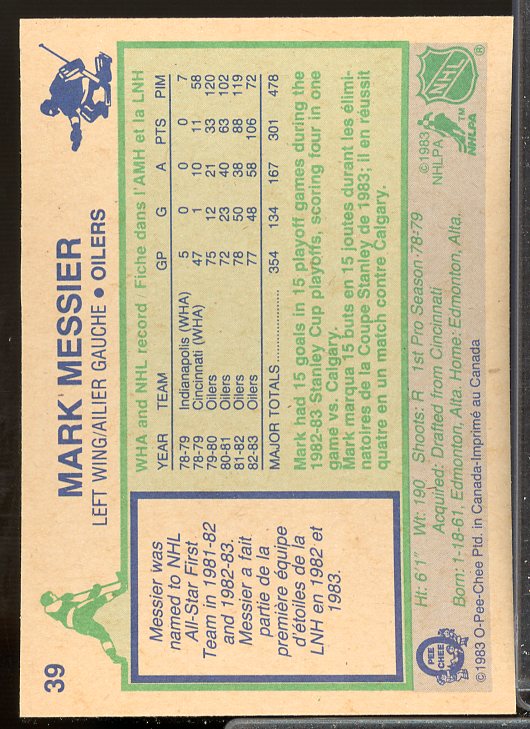 39
MARK MESSIER
LEFT WING/AILIER GAUCHE • OILERS
Messier was
named to NHL
All-Star First
Team in 1981-82
and 1982-83.
Messier a fait
partie de la
première équipe
d'étoiles de la
LNH en 1982 et
1983.
WHA and NHL record / Fiche dans l'AMH et la LNH
YEAR TEAM GP G A PTS PIM
78-79 Indianapolis (WHA) 5 0 0 0 7
78-79 Cincinnati (WHA) 47 1 10 11 58
79-80 Oilers 75 12 21 33 120
80-81 Oilers 72 23 40 63 102
81-82 Oilers 78 50 38 88 119
82-83 Oilers 77 48 58 106 72
MAJOR TOTALS 354 134 167 301 478
Mark had 15 goals in 15 playoff games during the
1982-83 Stanley Cup playoffs, scoring four in one
game vs. Calgary.
Mark marqua 15 buts en 15 joutes durant les élimi-
natoires de la Coupe Stanley de 1983; il en réussit
quatre en un match contre Calgary.
Ht: 6'1" Wt: 190 Shoots: R 1st Pro Season -78-79
Acquired: Drafted from Cincinnati
Born: 1-18-61, Edmonton, Alta. Home: Edmonton, Alta.
©1983 O-Pee-Chee Ptd. in Canada-Imprimé au Canada
O PEE CHEE
©1983
NHLPA
NHLPA
TM
NHL
®